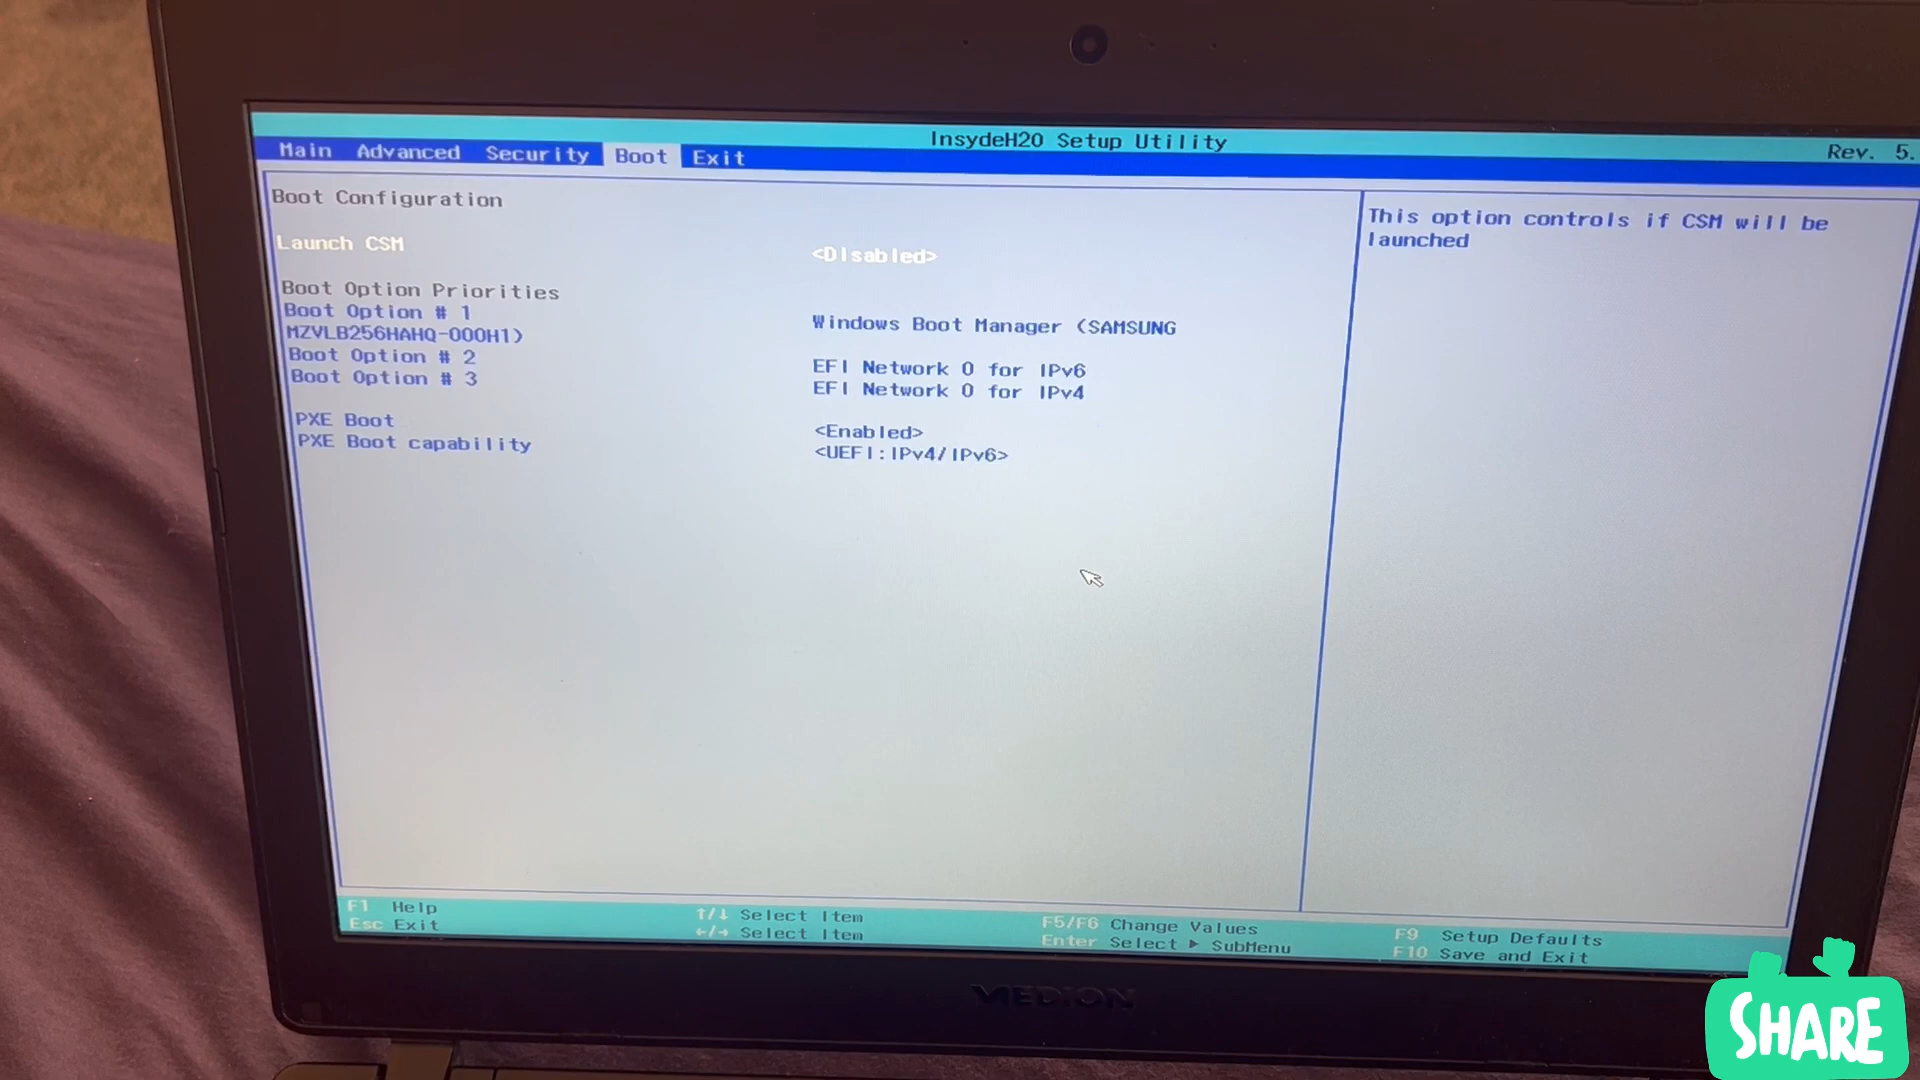 InsydeH20 Setup Utility
Rev. 5.
Main Advanced Security Boot Exit
Boot Configuration
Launch CSM <Disabled>
Boot Option Priorities
Boot Option # 1 Windows Boot Manager (SAMSUNG
MZVLB256HAHQ-000H1)
Boot Option # 2 EFI Network 0 for IPv6
Boot Option # 3 EFI Network 0 for IPv4
PXE Boot <Enabled>
PXE Boot capability <UEFI:IPv4/IPv6>
This option controls if CSM will be
launched
F1 Help ↑/↓ Select Item F5/F6 Change Values F9 Setup Defaults
Esc Exit ←/→ Select Item Enter Select ▶ SubMenu F10 Save and Exit
MEDION
SHARE